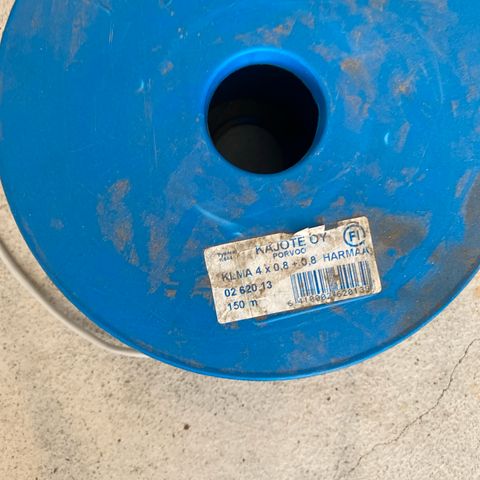 KAJOTE OY
PORVOO
FI
KLMA 4 x 0,8 + 0,8 HARMAA
02 620 13
150 m